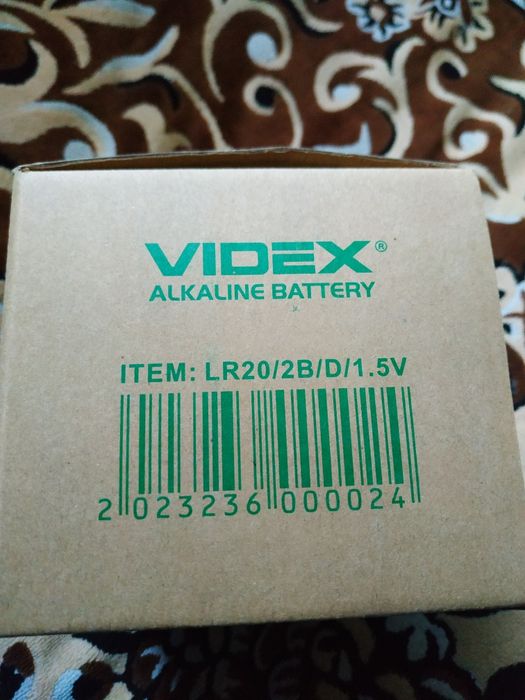 VIDEX®
ALKALINE BATTERY
ITEM: LR20/2B/D/1.5V
2 023236 000024